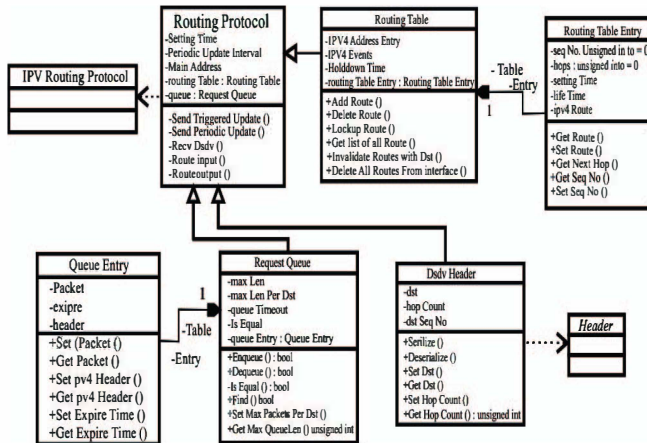 Routing Protocol
-Setting Time
-Periodic Update Interval
-Main Address
-routing Table : Routing Table
-queue : Request Queue
-Send Triggered Update ()
-Send Periodic Update ()
-Recv Dsdv ()
-Route input ()
-Routeoutput ()
IPV Routing Protocol
Routing Table
-IPV4 Address Entry
-IPV4 Events
-Holddown Time
-routing Table Entry : Routing Table Entry
+Add Route ()
+Delete Route ()
+Lockup Route ()
+Get list of all Route ()
+Invalidate Routes with Dst ()
+Delete All Routes From interface ()
- Table
-Entry
1
Routing Table Entry
-seq No. Unsigned in to = 0
-hops : unsigned into = 0
-setting Time
-life Time
-ipv4 Route
+Get Route ()
+Set Route ()
+Get Next Hop ()
+Get Seq No ()
+Set Seq No ()
Queue Entry
-Packet
-exipre
-header
+Set (Packet ()
+Get Packet ()
+Set pv4 Header ()
+Get pv4 Header ()
+Set Expire Time ()
+Get Expire Time ()
1
-Table
-Entry
Request Queue
-max Len
-max Len Per Dst
-queue Timeout
-Is Equal
-queue Entry : Queue Entry
+Enqueue () : bool
+Dequeue () : bool
-Is Equal () : bool
+Find () bool
+Set Max Packets Per Dst ()
+Get Max QueueLen () unsigned int
Dsdv Header
-dst
-hop Count
-dst Seq No
+Serilize ()
+Deserialize ()
+Set Dst ()
+Get Dst ()
+Set Hop Count ()
+Get Hop Count () : unsigned int
Header